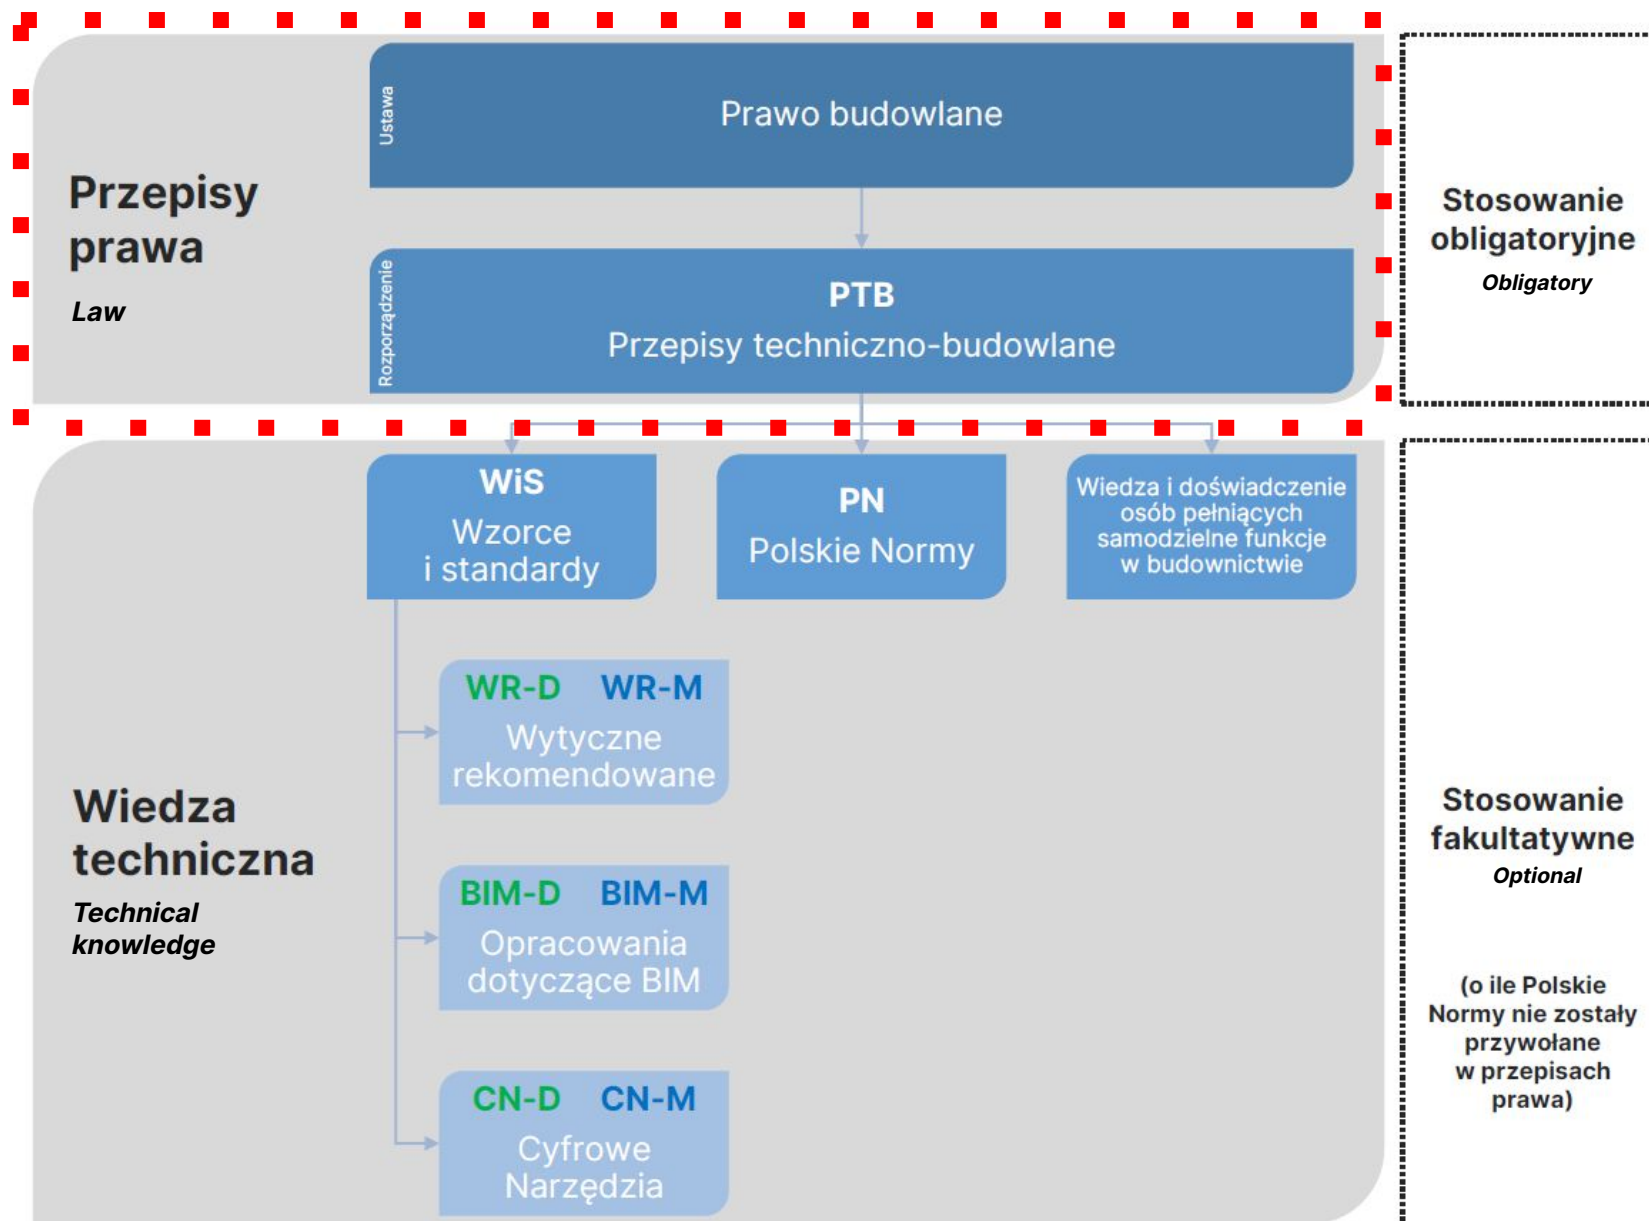 Ustawa
Prawo budowlane
Przepisy
prawa
Law
Rozporządzenie
PTB
Przepisy techniczno-budowlane
Stosowanie
obligatoryjne
Obligatory
WiS
Wzorce
i standardy
PN
Polskie Normy
Wiedza i doświadczenie
osób pełniących
samodzielne funkcje
w budownictwie
WR-D WR-M
Wytyczne
rekomendowane
Wiedza
techniczna
Technical
knowledge
BIM-D BIM-M
Opracowania
dotyczące BIM
CN-D CN-M
Cyfrowe
Narzędzia
Stosowanie
fakultatywne
Optional
(o ile Polskie
Normy nie zostały
przywołane
w przepisach
prawa)